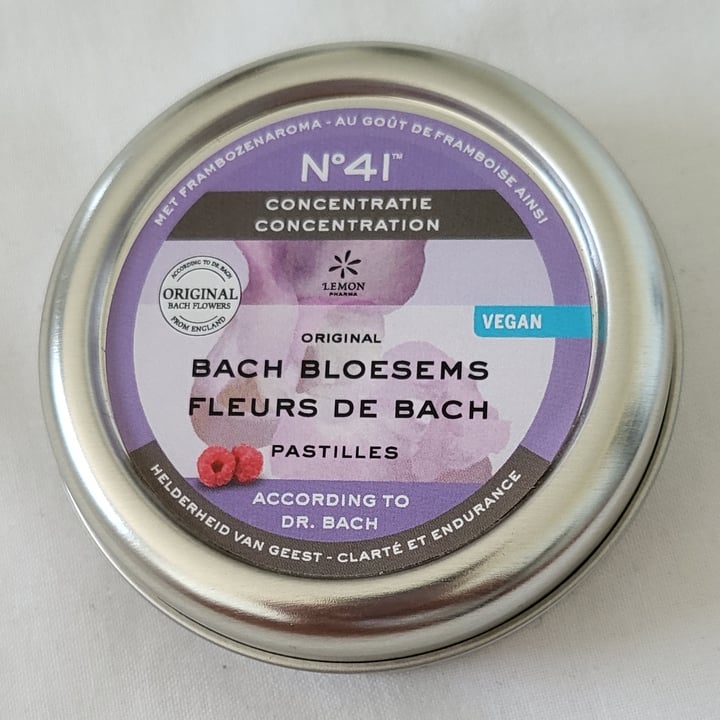 MET FRAMBOZENAROMA - AU GOÛT DE FRAMBOISE AINSI
N°41™
CONCENTRATIE
CONCENTRATION
LEMON
PHARMA
ACCORDING TO DR. BACH
ORIGINAL
BACH FLOWERS
FROM ENGLAND
VEGAN
ORIGINAL
BACH BLOESEMS
FLEURS DE BACH
PASTILLES
ACCORDING TO
DR. BACH
HELDERHEID VAN GEEST - CLARTÉ ET ENDURANCE